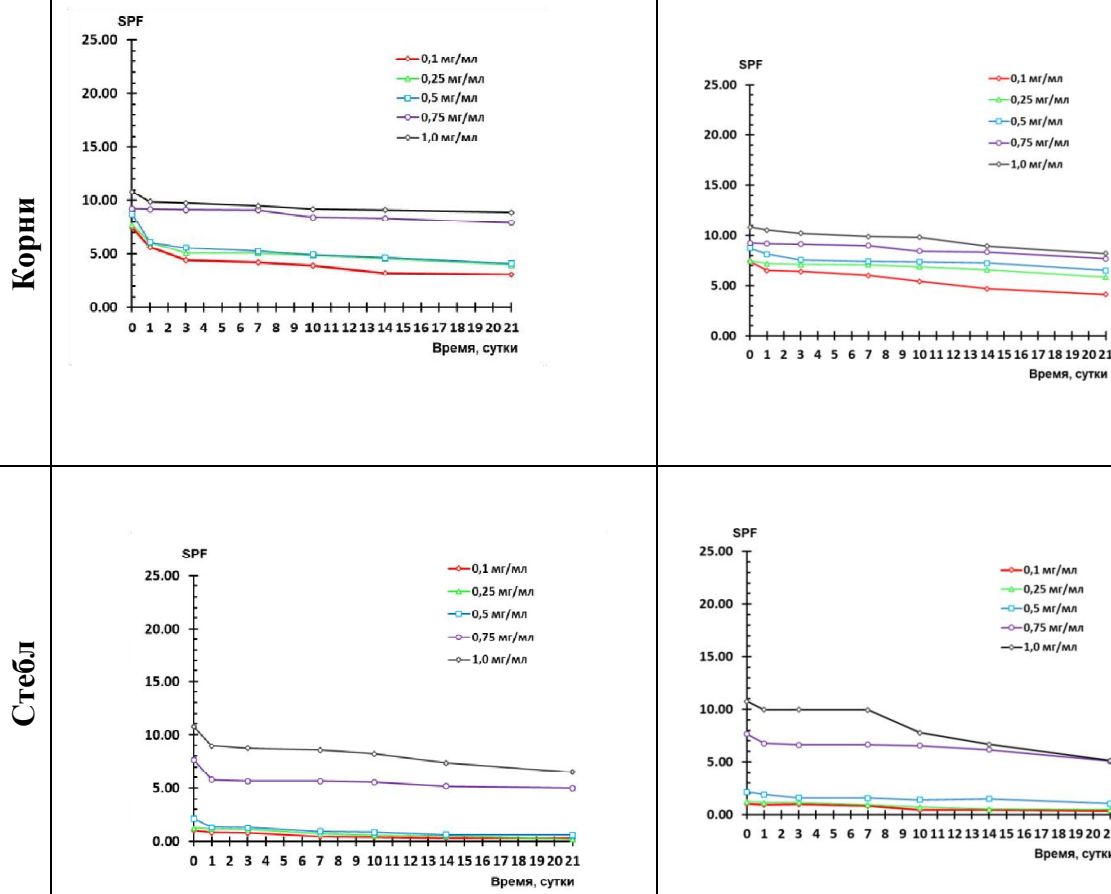 Корни
SPF
25.00
20.00
15.00
10.00
5.00
0.00
0,1 мг/мл
0,25 мг/мл
0,5 мг/мл
0,75 мг/мл
1,0 мг/мл
0 1 2 3 4 5 6 7 8 9 10 11 12 13 14 15 16 17 18 19 20 21
Время, сутки
SPF
25.00
20.00
15.00
10.00
5.00
0.00
0,1 мг/мл
0,25 мг/мл
0,5 мг/мл
0,75 мг/мл
1,0 мг/мл
0 1 2 3 4 5 6 7 8 9 10 11 12 13 14 15 16 17 18 19 20 21
Время, сутки
Стебл
SPF
25.00
20.00
15.00
10.00
5.00
0.00
0,1 мг/мл
0,25 мг/мл
0,5 мг/мл
0,75 мг/мл
1,0 мг/мл
0 1 2 3 4 5 6 7 8 9 10 11 12 13 14 15 16 17 18 19 20 21
Время, сутки
SPF
25.00
20.00
15.00
10.00
5.00
0.00
0,1 мг/мл
0,25 мг/мл
0,5 мг/мл
0,75 мг/мл
1,0 мг/мл
0 1 2 3 4 5 6 7 8 9 10 11 12 13 14 15 16 17 18 19 20
Время, сутки